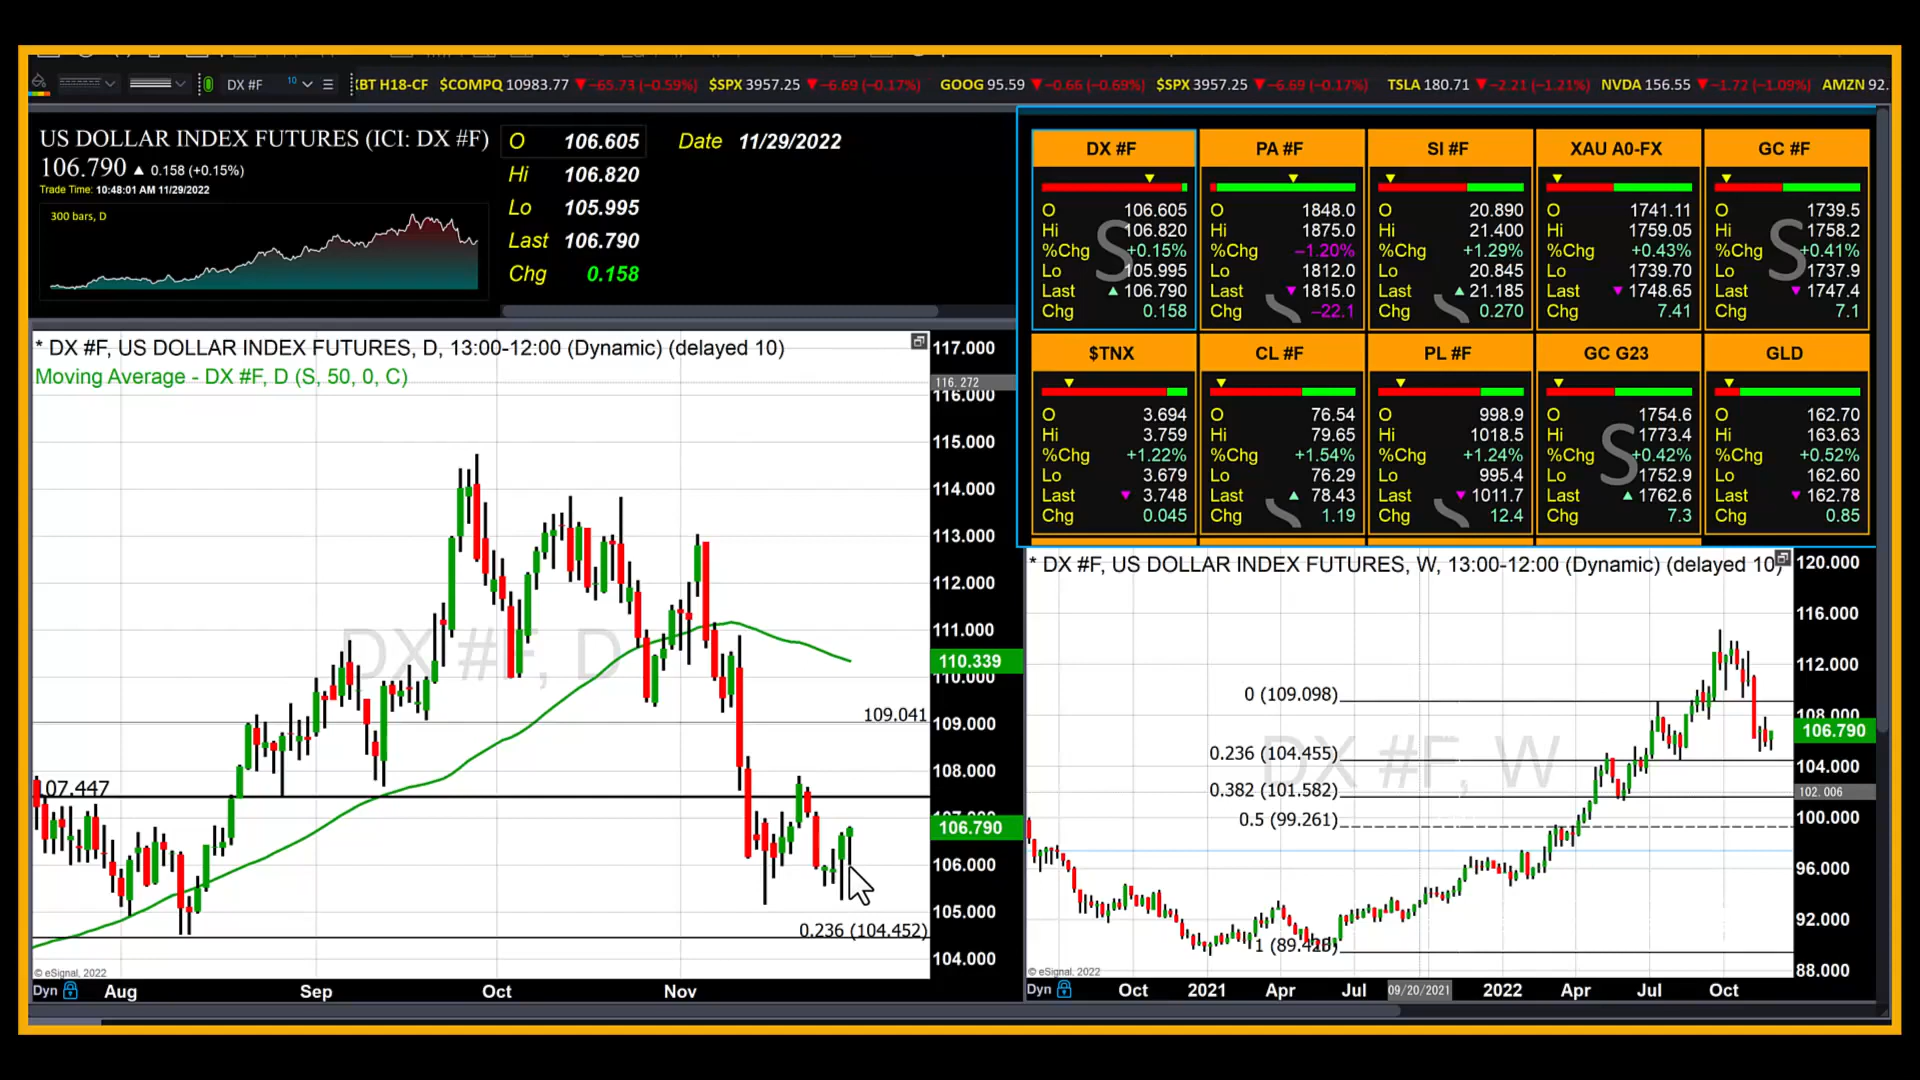 DX #F 10 BT H18-CF $COMPQ 10983.77 ▼−65.73 (−0.59%) $SPX 3957.25 ▼−6.69 (−0.17%) GOOG 95.59 ▼−0.66 (−0.69%) $SPX 3957.25 ▼−6.69 (−0.17%) TSLA 180.71 ▼−2.21 (−1.21%) NVDA 156.55 ▼−1.72 (−1.09%) AMZN 92.
US DOLLAR INDEX FUTURES (ICI: DX #F)
106.790 ▲ 0.158 (+0.15%)
Trade Time: 10:48:01 AM 11/29/2022
300 bars, D
O 106.605 Date 11/29/2022
Hi 106.820
Lo 105.995
Last 106.790
Chg 0.158
DX #F PA #F SI #F XAU A0-FX GC #F
O 106.605 O 1848.0 O 20.890 O 1741.11 O 1739.5
Hi 106.820 Hi 1875.0 Hi 21.400 Hi 1759.05 Hi 1758.2
%Chg +0.15% %Chg −1.20% %Chg +1.29% %Chg +0.43% %Chg +0.41%
Lo 105.995 Lo 1812.0 Lo 20.845 Lo 1739.70 Lo 1737.9
Last ▲ 106.790 Last ▼ 1815.0 Last ▲ 21.185 Last ▼ 1748.65 Last ▼ 1747.4
Chg 0.158 Chg −22.1 Chg 0.270 Chg 7.41 Chg 7.1
$TNX CL #F PL #F GC G23 GLD
O 3.694 O 76.54 O 998.9 O 1754.6 O 162.70
Hi 3.759 Hi 79.65 Hi 1018.5 Hi 1773.4 Hi 163.63
%Chg +1.22% %Chg +1.54% %Chg +1.24% %Chg +0.42% %Chg +0.52%
Lo 3.679 Lo 76.29 Lo 995.4 Lo 1752.9 Lo 162.60
Last ▼ 3.748 Last ▲ 78.43 Last ▼ 1011.7 Last ▲ 1762.6 Last ▼ 162.78
Chg 0.045 Chg 1.19 Chg 12.4 Chg 7.3 Chg 0.85
* DX #F, US DOLLAR INDEX FUTURES, D, 13:00-12:00 (Dynamic) (delayed 10)
Moving Average - DX #F, D (S, 50, 0, C)
DX #F, D
117.000
116.272
116.000
115.000
114.000
113.000
112.000
111.000
110.339
110.000
109.041
109.000
108.000
07.447
106.790
106.000
105.000
0.236 (104.452)
104.000
© eSignal, 2022
Dyn Aug Sep Oct Nov
* DX #F, US DOLLAR INDEX FUTURES, W, 13:00-12:00 (Dynamic) (delayed 10)
DX #F, W
120.000
116.000
112.000
0 (109.098)
108.000
106.790
0.236 (104.455)
104.000
0.382 (101.582)
102.006
0.5 (99.261)
100.000
96.000
92.000
1 (89.425)
88.000
© eSignal, 2022
Dyn Oct 2021 Apr Jul 09/20/2021 2022 Apr Jul Oct